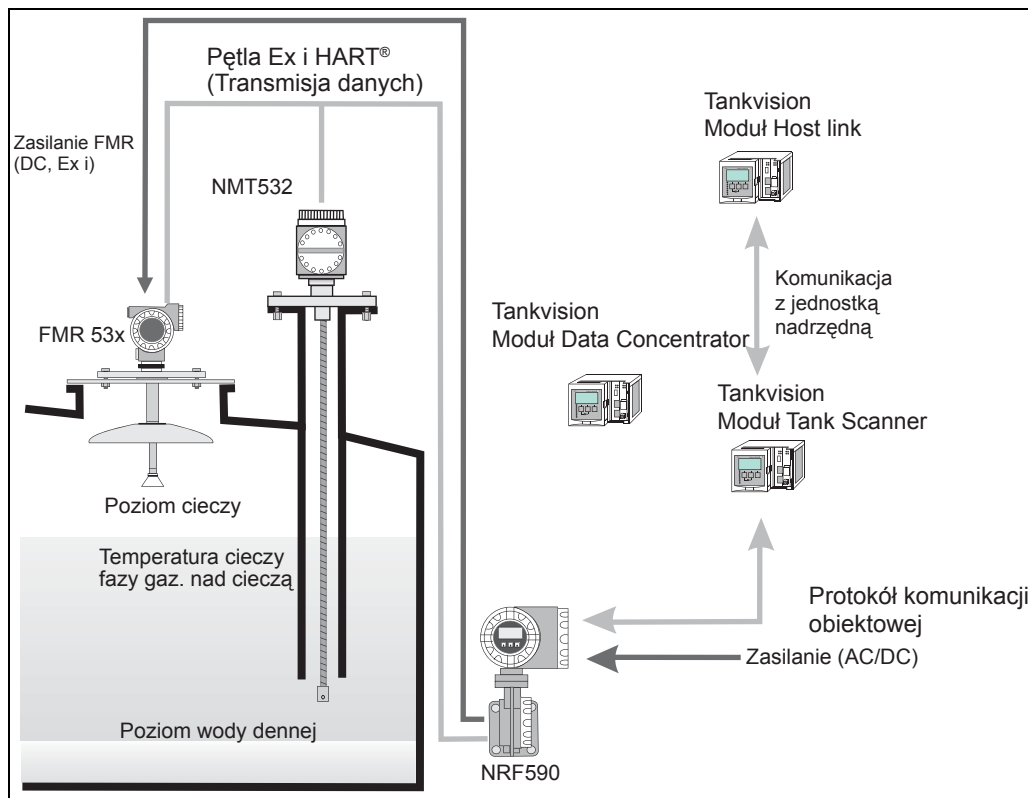 Pętla Ex i HART®
(Transmisja danych)
Zasilanie FMR
(DC, Ex i)
NMT532
FMR 53x
Poziom cieczy
Temperatura cieczy
fazy gaz. nad cieczą
Poziom wody dennej
Tankvision
Moduł Host link
Komunikacja
z jednostką
nadrzędną
Tankvision
Moduł Data Concentrator
Tankvision
Moduł Tank Scanner
Protokół komunikacji
obiektowej
Zasilanie (AC/DC)
NRF590